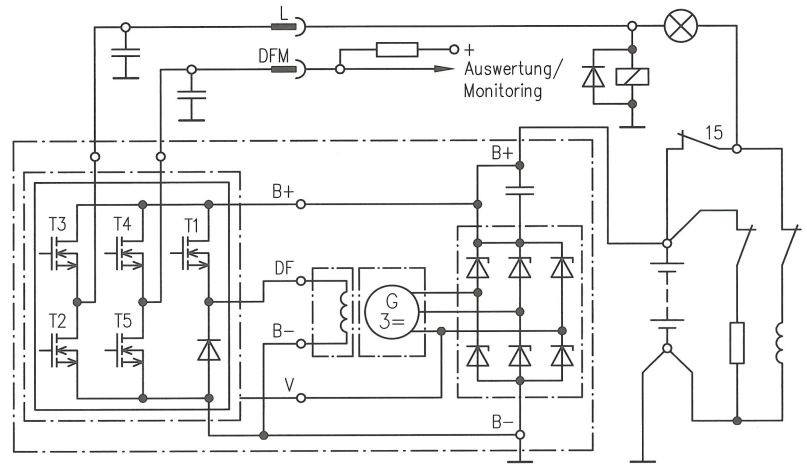 L
DFM
+
Auswertung/
Monitoring
15
B+
B+
T3
T4
T1
DF
G
3=
T2
T5
B-
V
B-